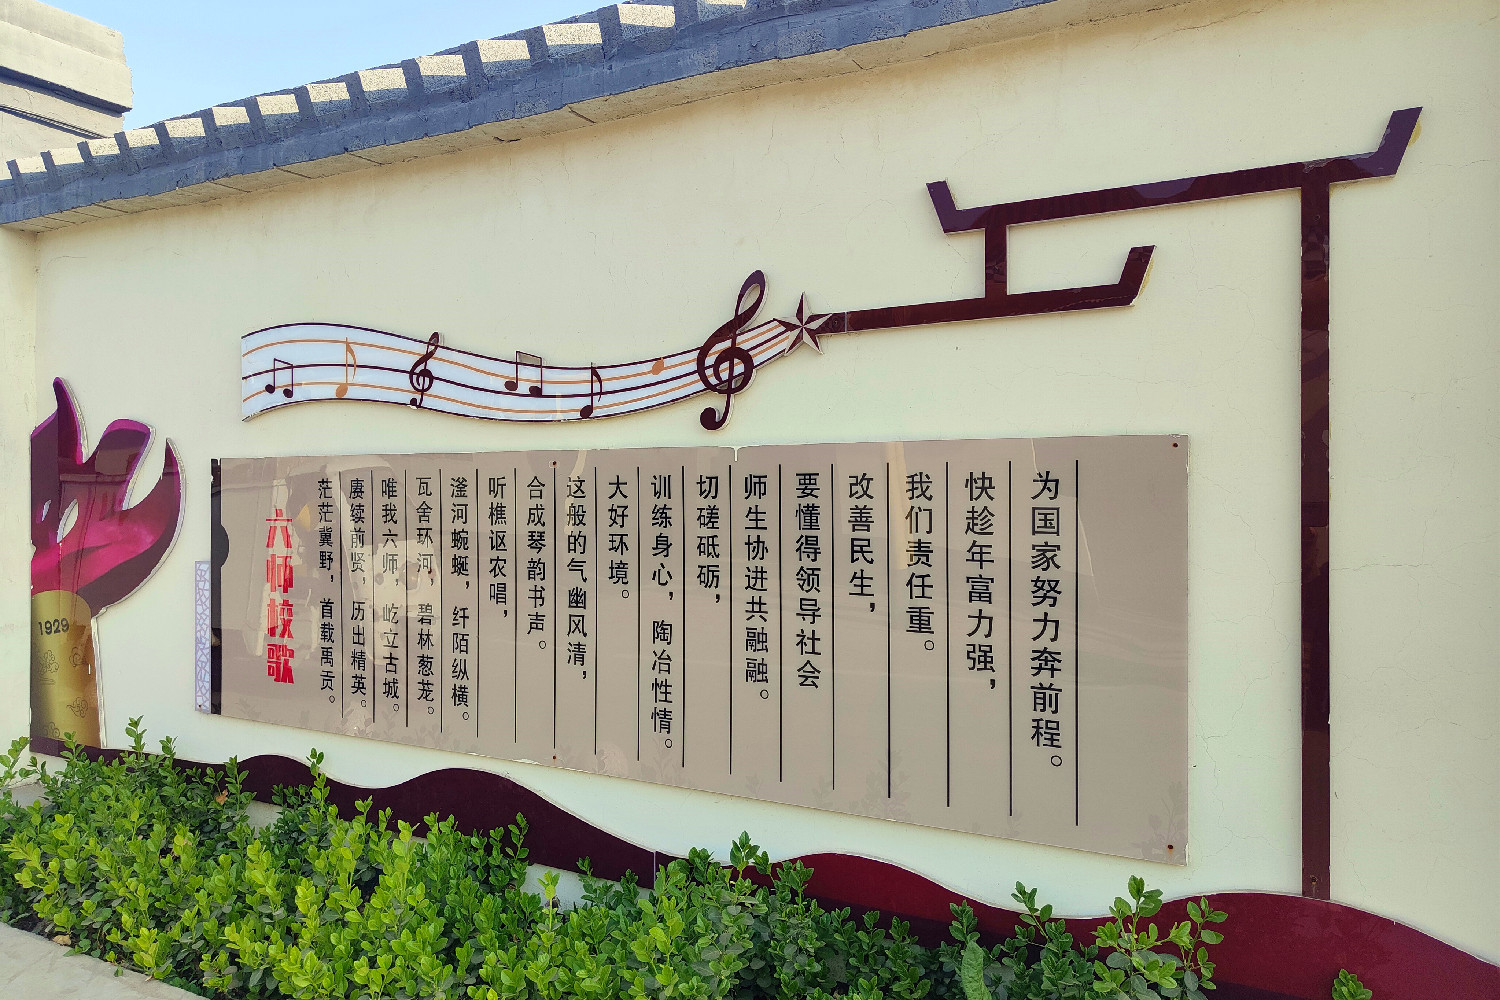 1929
六师校歌
茫茫冀野，首载禹贡。
赓续前贤，历出精英。
唯我六师，屹立古城。
瓦舍环河，碧林葱茏。
滏河蜿蜒，纤陌纵横。
听樵讴农唱，
合成琴韵书声。
这般的气幽风清，
大好环境。
训练身心，陶冶性情。
切磋砥砺，
师生协进共融融。
要懂得领导社会
改善民生，
我们责任重。
快趁年富力强，
为国家努力奔前程。